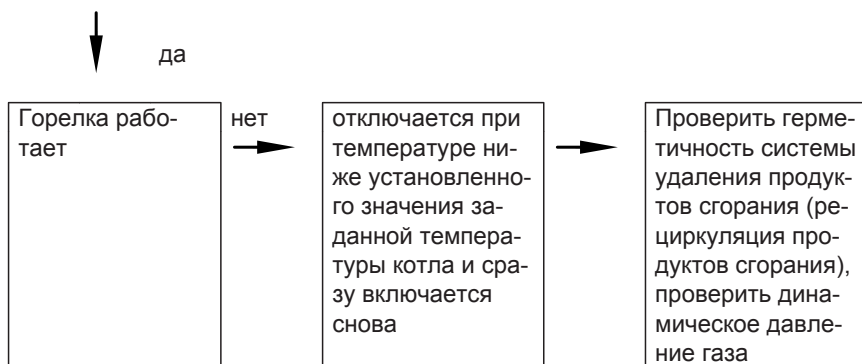 да
Горелка рабо-
тает
нет
отключается при
температуре ни-
же установленно-
го значения за-
данной темпера-
туры котла и сра-
зу включается
снова
Проверить герме-
тичность системы
удаления продук-
тов сгорания (ре-
циркуляция про-
дуктов сгорания),
проверить дина-
мическое давле-
ние газа